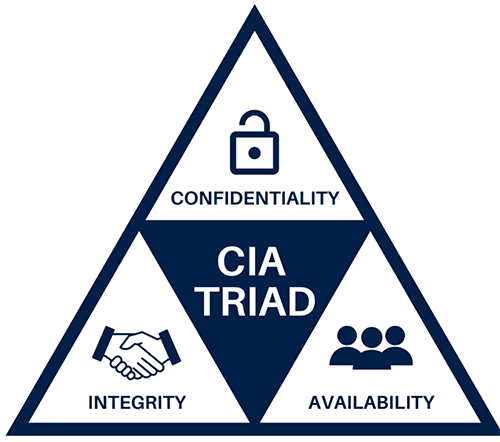 CONFIDENTIALITY
CIA
TRIAD
INTEGRITY
AVAILABILITY